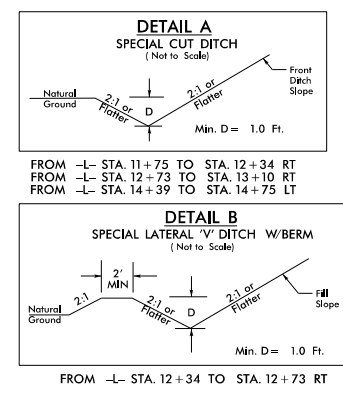 DETAIL A
SPECIAL CUT DITCH
( Not to Scale)
Natural
Ground
2:1 or
Flatter
D
2:1 or
Flatter
Front
Ditch
Slope
Min. D= 1.0 Ft.
FROM -L- STA. 11+75 TO STA. 12+34 RT
FROM -L- STA. 12+73 TO STA. 13+10 RT
FROM -L- STA. 14+39 TO STA. 14+75 LT
DETAIL B
SPECIAL LATERAL 'V' DITCH W/BERM
( Not to Scale)
2'
MIN
Natural
Ground
2:1
2:1 or
Flatter
D
2:1 or
Flatter
Fill
Slope
Min. D= 1.0 Ft.
FROM -L- STA. 12+34 TO STA. 12+73 RT